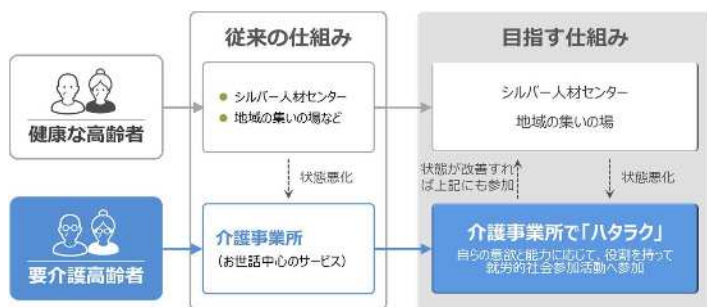 従来の仕組み
目指す仕組み
健康な高齢者
シルバー人材センター
地域の集いの場など
シルバー人材センター
地域の集いの場
状態悪化
状態が改善すれ
ば上記にも参加
状態悪化
要介護高齢者
介護事業所
(お世話中心のサービス)
介護事業所で「ハタラク」
自らの意欲と能力に応じて、役割を持って
就労的社会参加活動へ参加